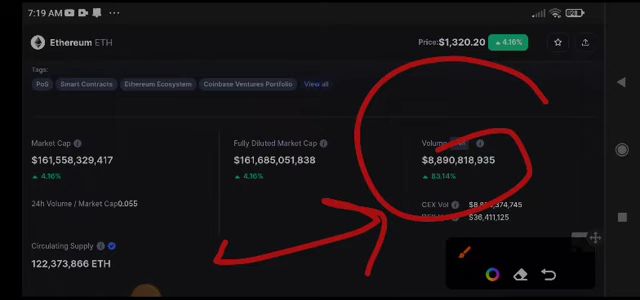 7:19 AM
Ethereum ETH
Price:$1,320.20 4.16%
Tags:
PoS Smart Contracts Ethereum Ecosystem Coinbase Ventures Portfolio View all
Market Cap Fully Diluted Market Cap Volume
$161,558,329,417 $161,685,051,838 $8,890,818,935
4.16% 4.16% 83.14%
24h Volume / Market Cap0.055 CEX Vol
$36,411,125
Circulating Supply
122,373,866 ETH